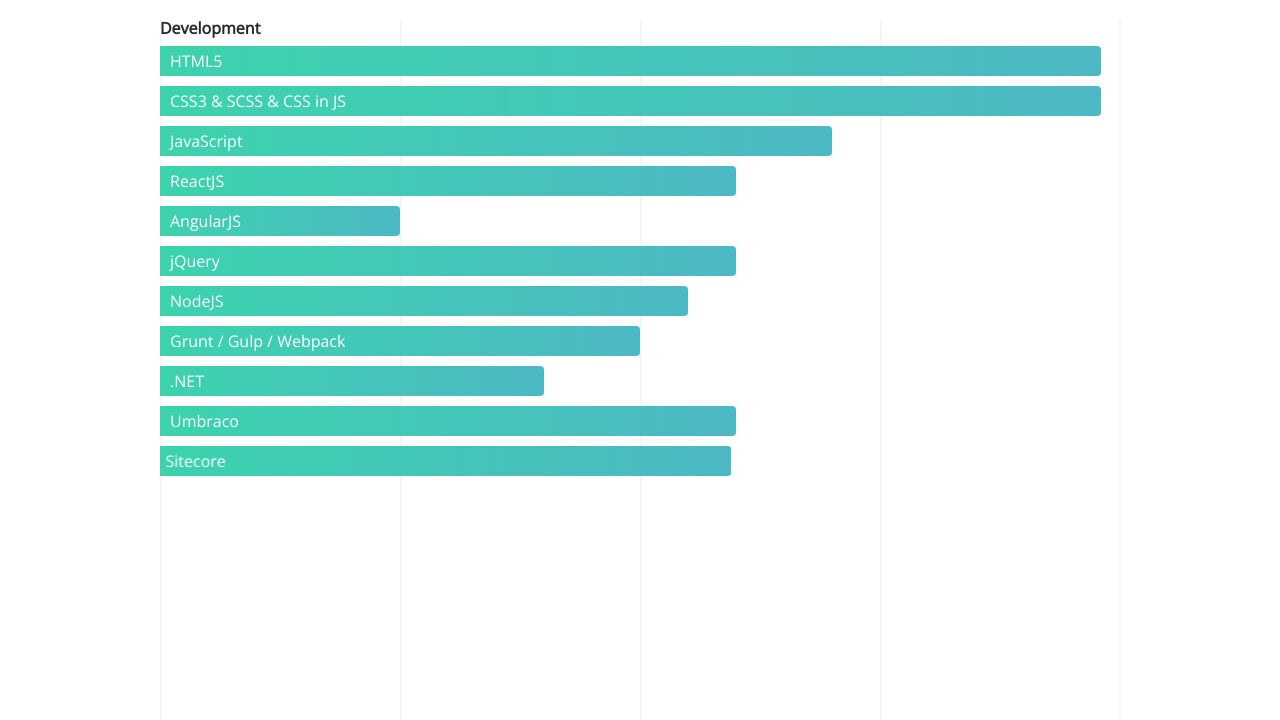 Development
HTML5
CSS3 & SCSS & CSS in JS
JavaScript
ReactJS
AngularJS
jQuery
NodeJS
Grunt / Gulp / Webpack
.NET
Umbraco
Sitecore